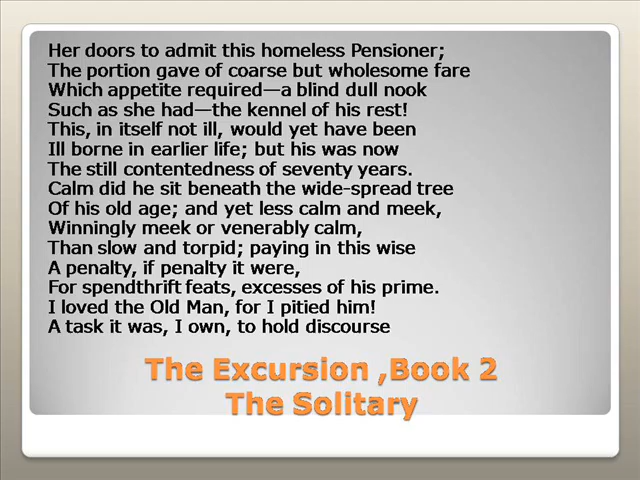 Her doors to admit this homeless Pensioner;
The portion gave of coarse but wholesome fare
Which appetite required—a blind dull nook
Such as she had—the kennel of his rest!
This, in itself not ill, would yet have been
Ill borne in earlier life; but his was now
The still contentedness of seventy years.
Calm did he sit beneath the wide-spread tree
Of his old age; and yet less calm and meek,
Winningly meek or venerably calm,
Than slow and torpid; paying in this wise
A penalty, if penalty it were,
For spendthrift feats, excesses of his prime.
I loved the Old Man, for I pitied him!
A task it was, I own, to hold discourse
The Excursion ,Book 2
The Solitary